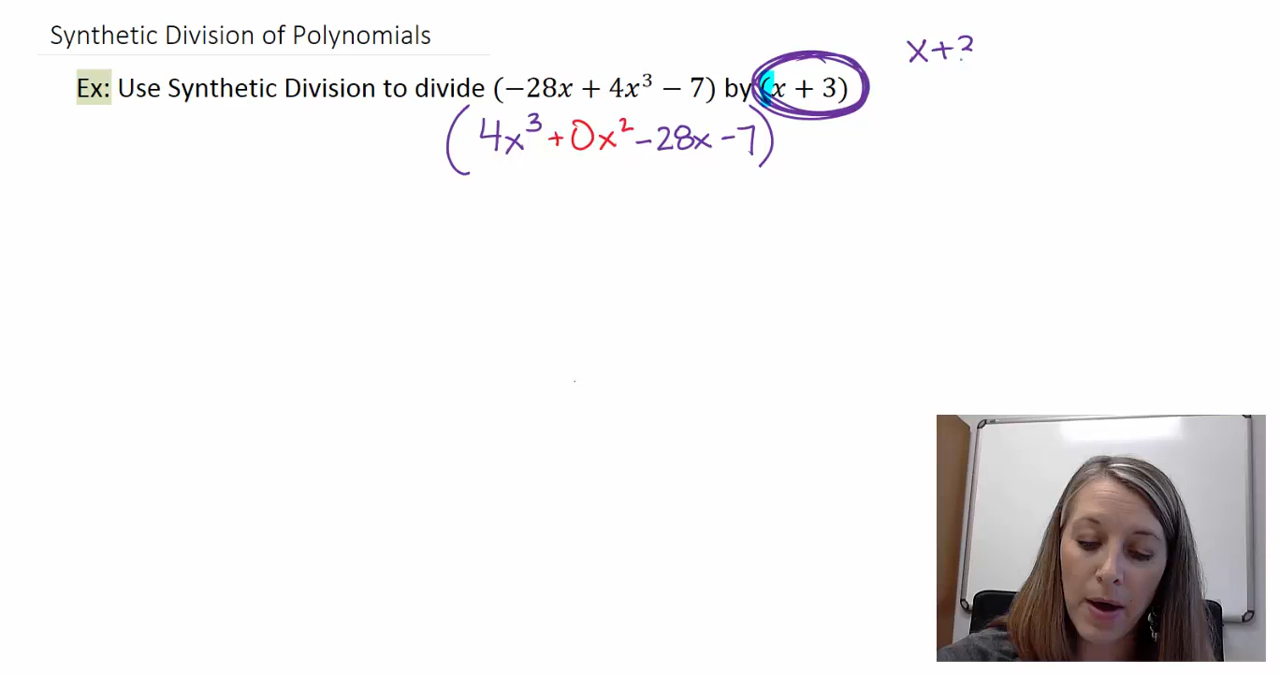 Synthetic Division of Polynomials
x+3
Ex: Use Synthetic Division to divide (−28x + 4x³ − 7) by (x + 3)
(4x³ +0x² -28x -7)